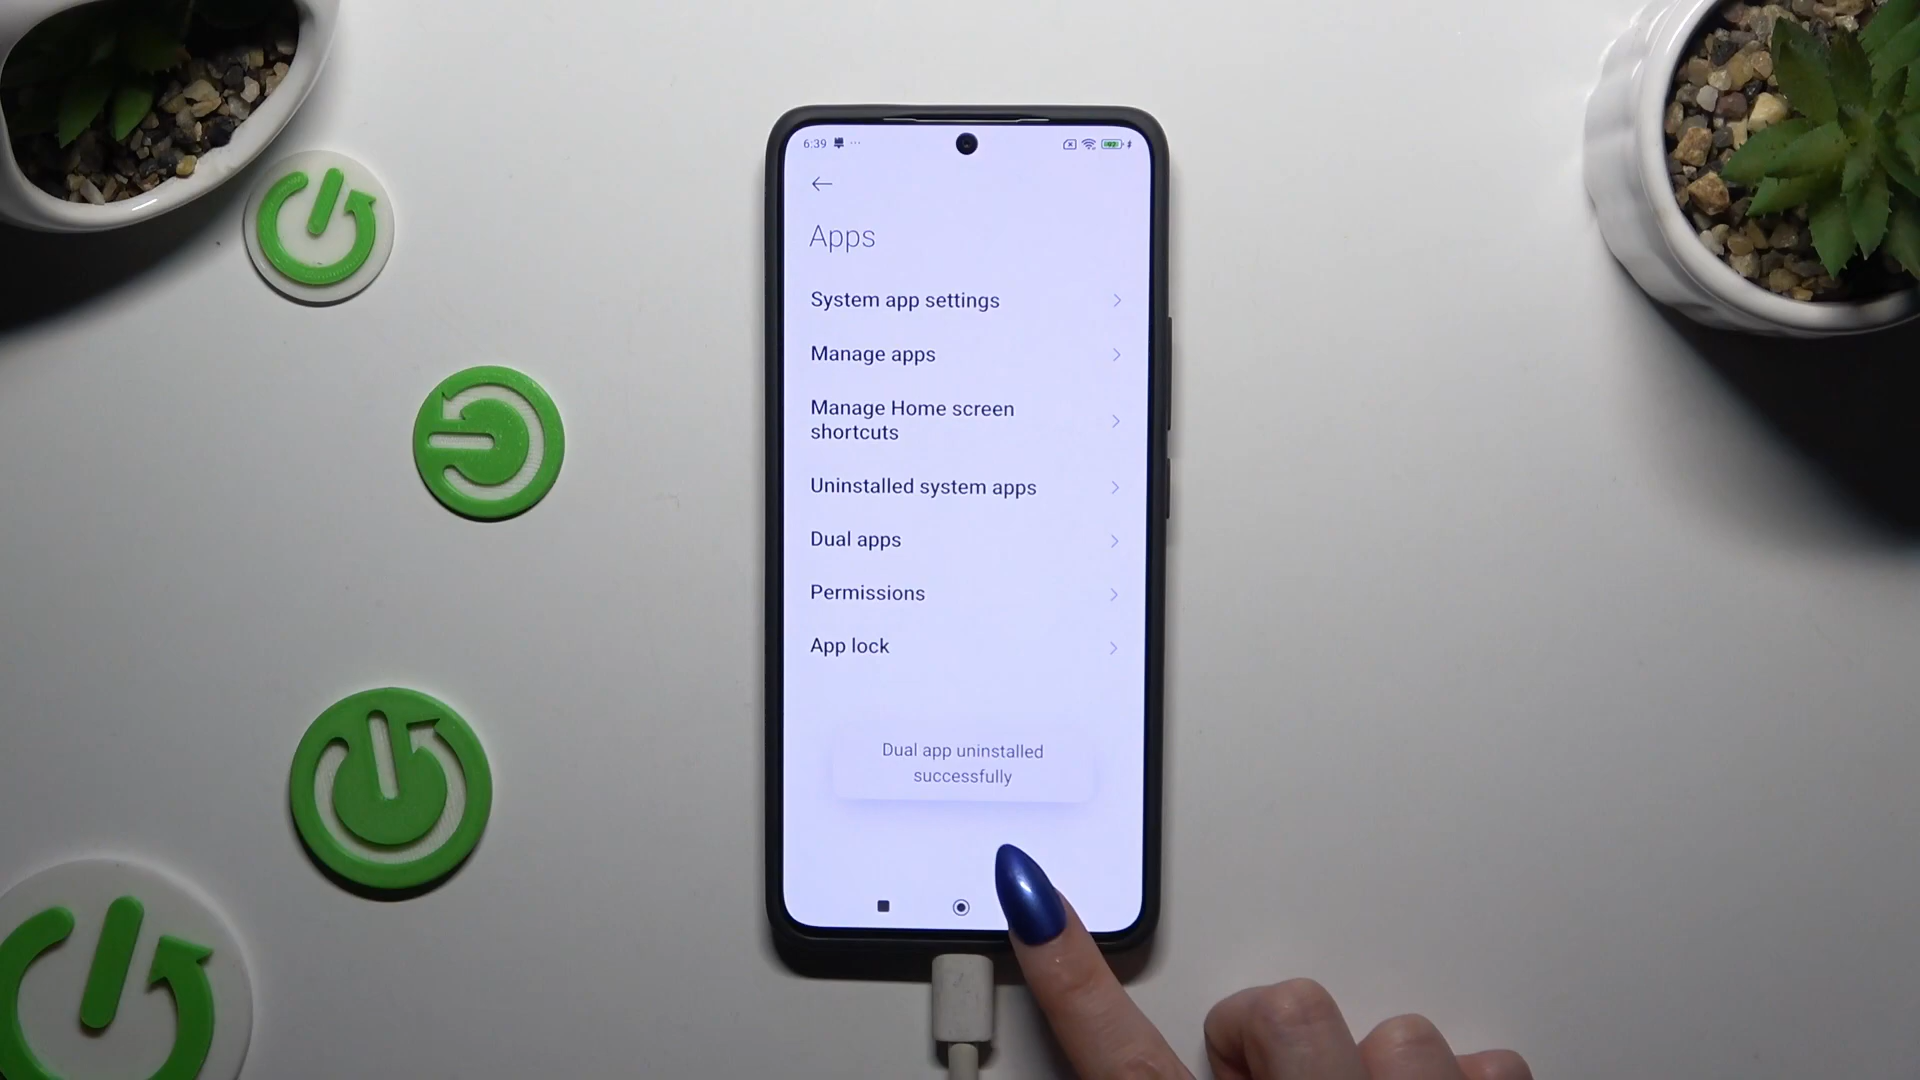 6:39
Apps
System app settings
Manage apps
Manage Home screen
shortcuts
Uninstalled system apps
Dual apps
Permissions
App lock
Dual app uninstalled
successfully